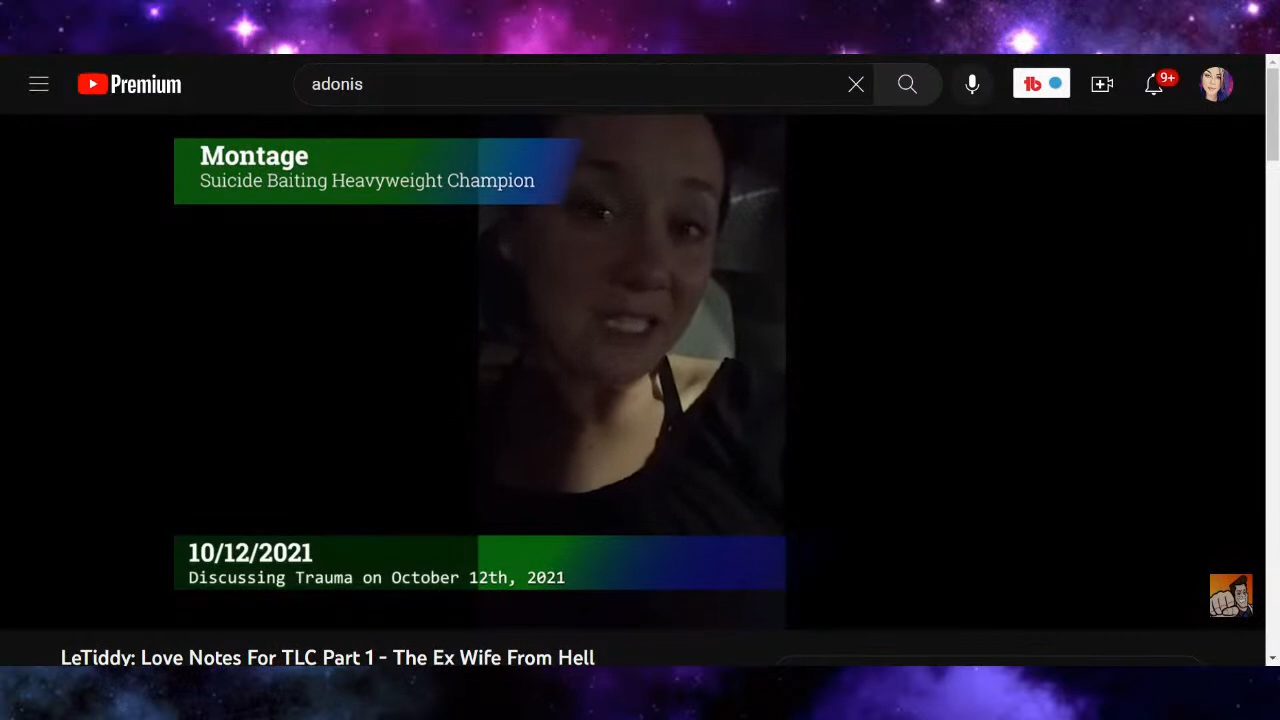 Premium
adonis
tb
9+
Montage
Suicide Baiting Heavyweight Champion
10/12/2021
Discussing Trauma on October 12th, 2021
LeTiddy: Love Notes For TLC Part 1 - The Ex Wife From Hell